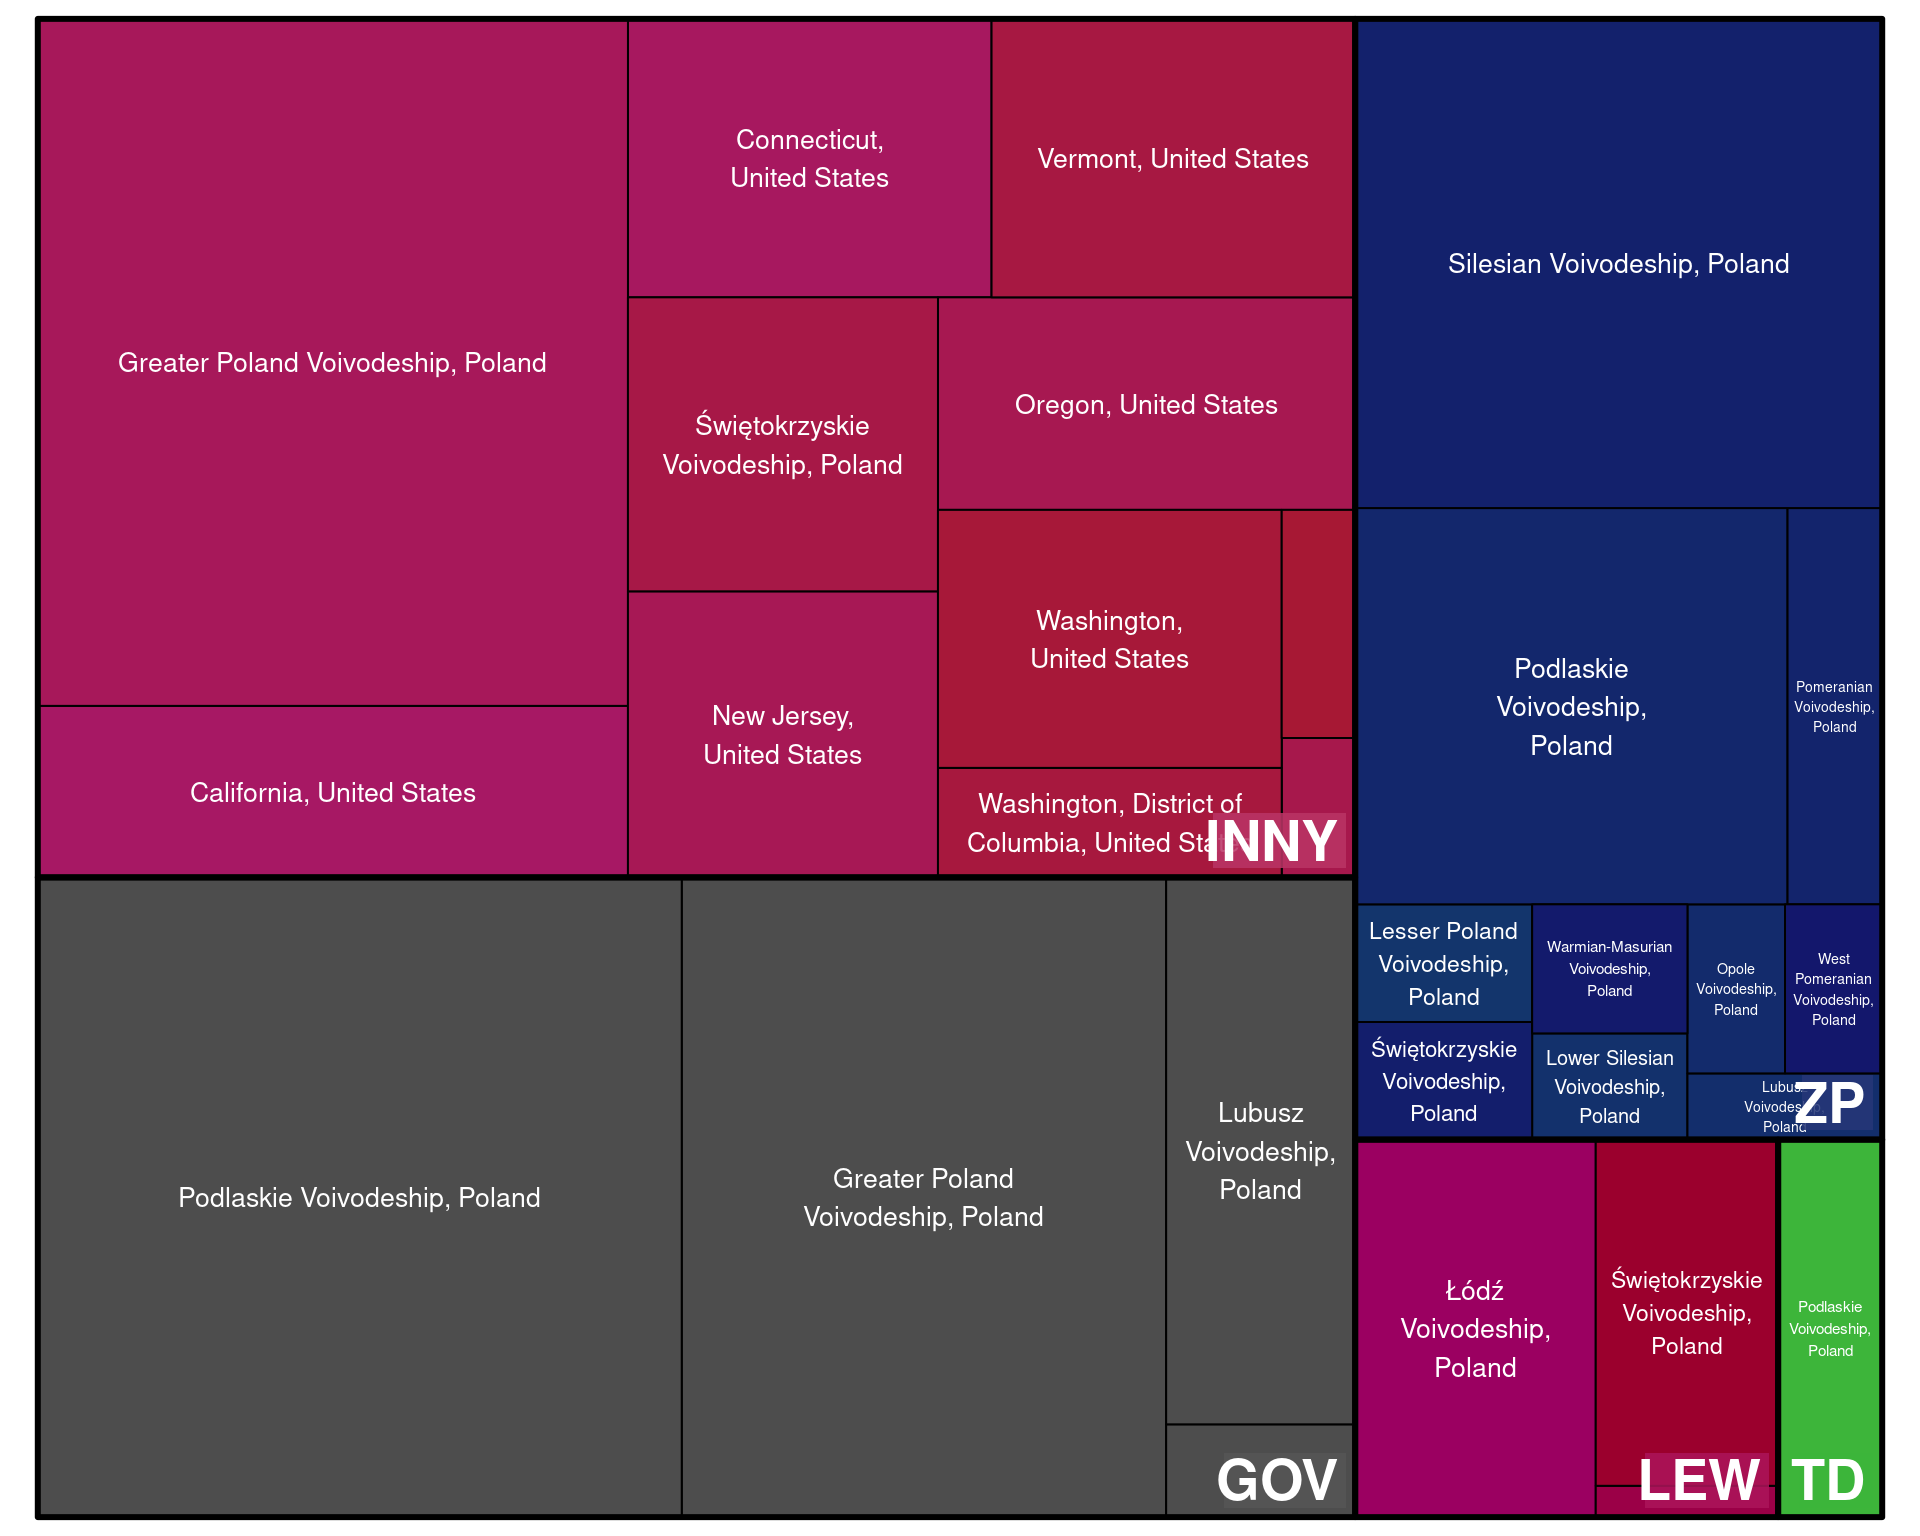 Greater Poland Voivodeship, Poland
California, United States
Connecticut,
United States
Vermont, United States
Świętokrzyskie
Voivodeship, Poland
Oregon, United States
New Jersey,
United States
Washington,
United States
Washington, District of
Columbia, United States
INNY
Podlaskie Voivodeship, Poland
Greater Poland
Voivodeship, Poland
Lubusz
Voivodeship,
Poland
GOV
Silesian Voivodeship, Poland
Podlaskie
Voivodeship,
Poland
Pomeranian
Voivodeship,
Poland
Lesser Poland
Voivodeship,
Poland
Świętokrzyskie
Voivodeship,
Poland
Warmian-Masurian
Voivodeship,
Poland
Lower Silesian
Voivodeship,
Poland
Opole
Voivodeship,
Poland
West
Pomeranian
Voivodeship,
Poland
Lubusz
Voivodeship,
Poland
ZP
Łódź
Voivodeship,
Poland
Świętokrzyskie
Voivodeship,
Poland
LEW
Podlaskie
Voivodeship,
Poland
TD